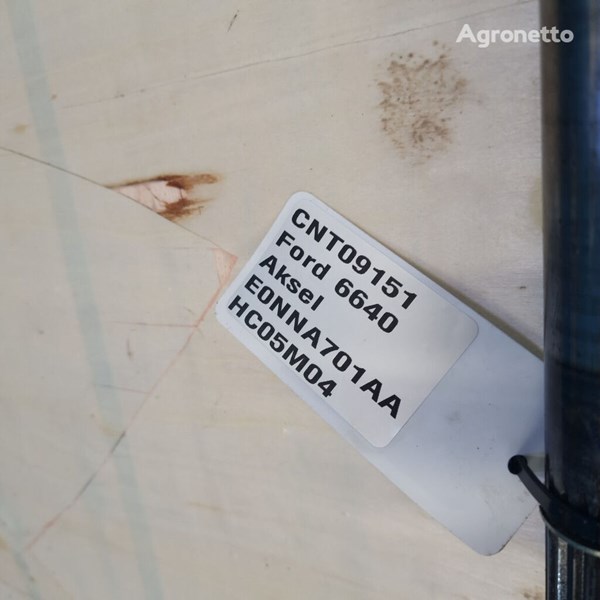 Agronetto
CNT09151
Ford 6640
Aksel
E0NNA701AA
HC05M04